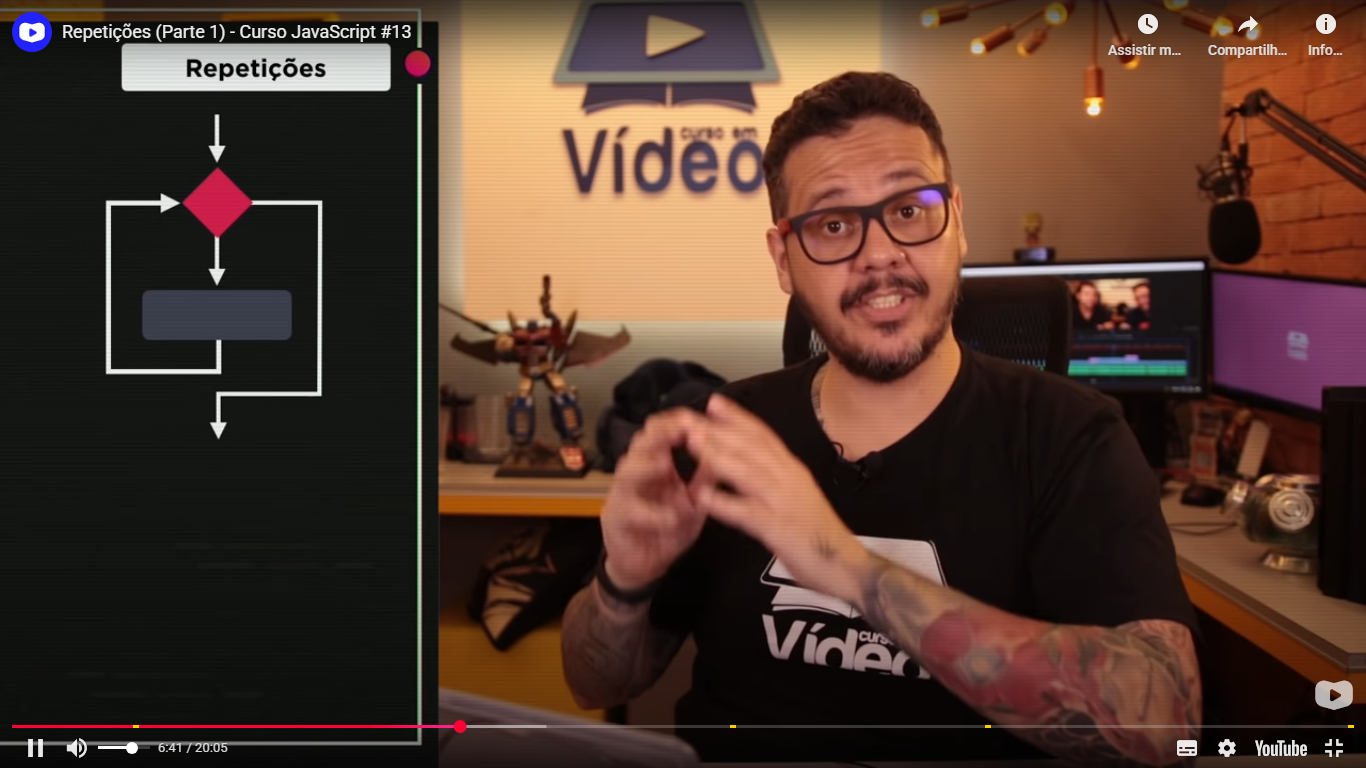 Repetições (Parte 1) - Curso JavaScript #13
Assistir m...
Compartilh...
Info...
Repetições
curso em
Vídeo
curso
Vídeo
6:41 / 20:05
YouTube